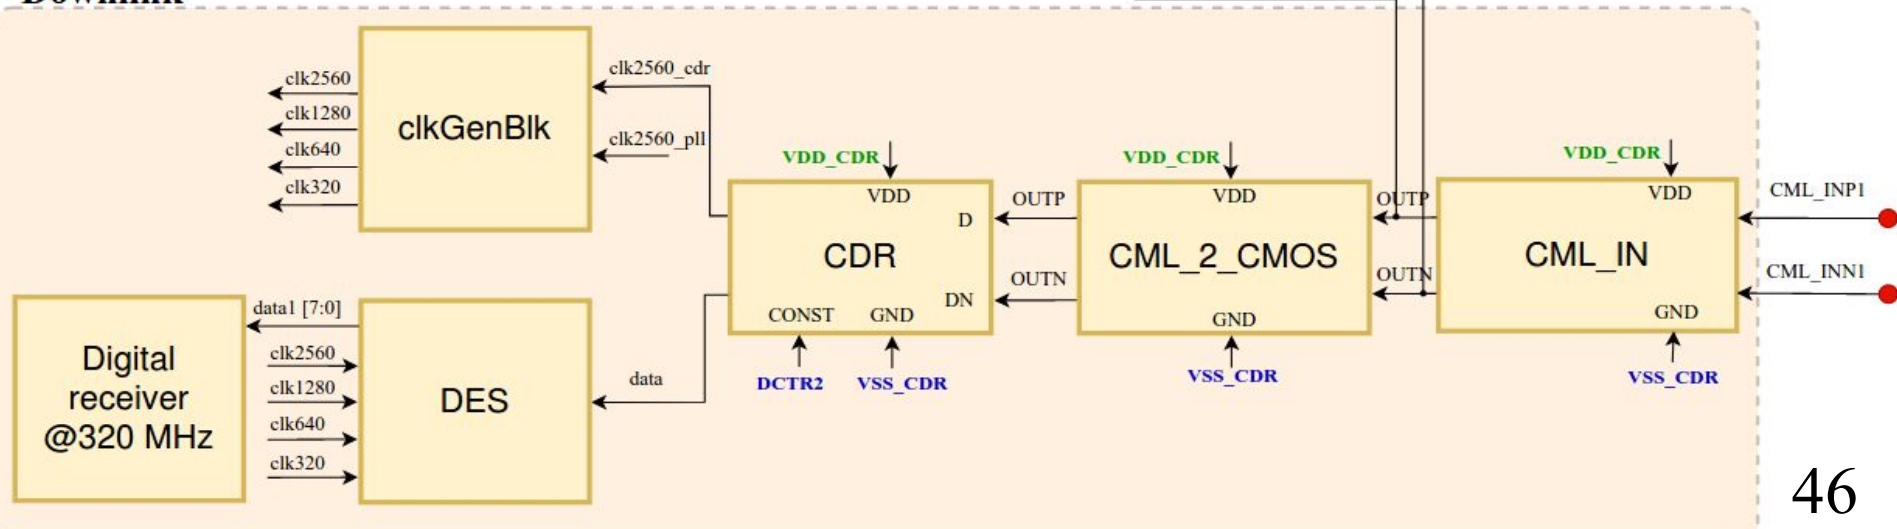 Downlink
clk2560
clk1280
clk640
clk320
clkGenBlk
clk2560_cdr
clk2560_pll
VDD_CDR
VDD
D
CDR
DN
CONST
GND
DCTR2
VSS_CDR
OUTP
OUTN
VDD_CDR
VDD
CML_2_CMOS
GND
VSS_CDR
OUTP
OUTN
VDD_CDR
VDD
CML_IN
GND
VSS_CDR
CML_INP1
CML_INN1
Digital
receiver
@320 MHz
data1 [7:0]
clk2560
clk1280
clk640
clk320
DES
data
46